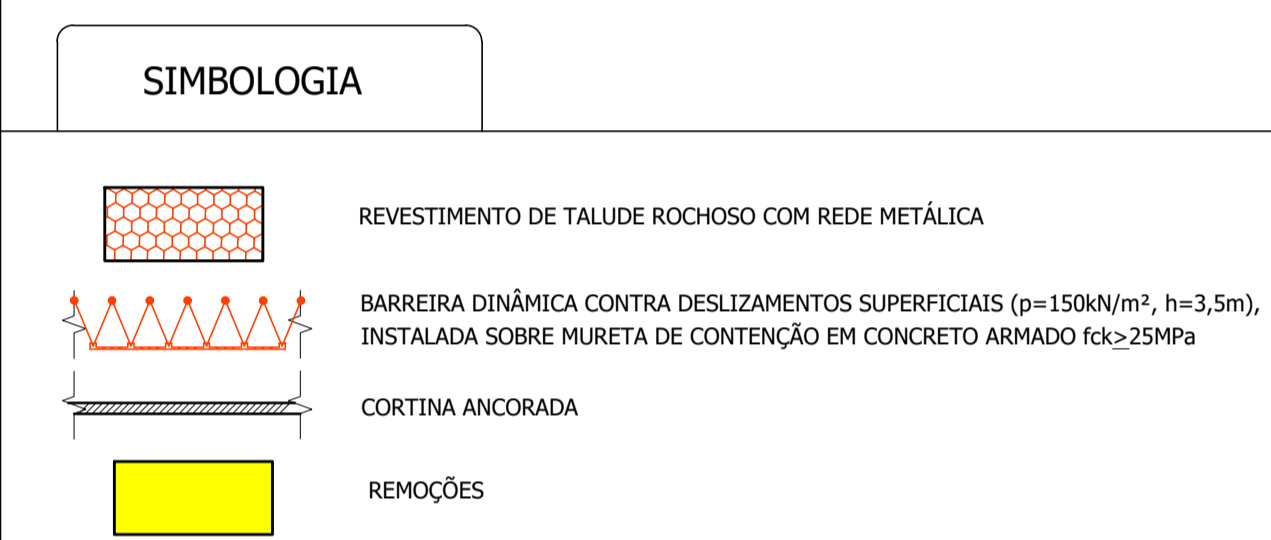 SIMBOLOGIA
REVESTIMENTO DE TALUDE ROCHOSO COM REDE METÁLICA
BARREIRA DINÂMICA CONTRA DESLIZAMENTOS SUPERFICIAIS (p=150kN/m², h=3,5m),
INSTALADA SOBRE MURETA DE CONTENÇÃO EM CONCRETO ARMADO fck≥25MPa
CORTINA ANCORADA
REMOÇÕES